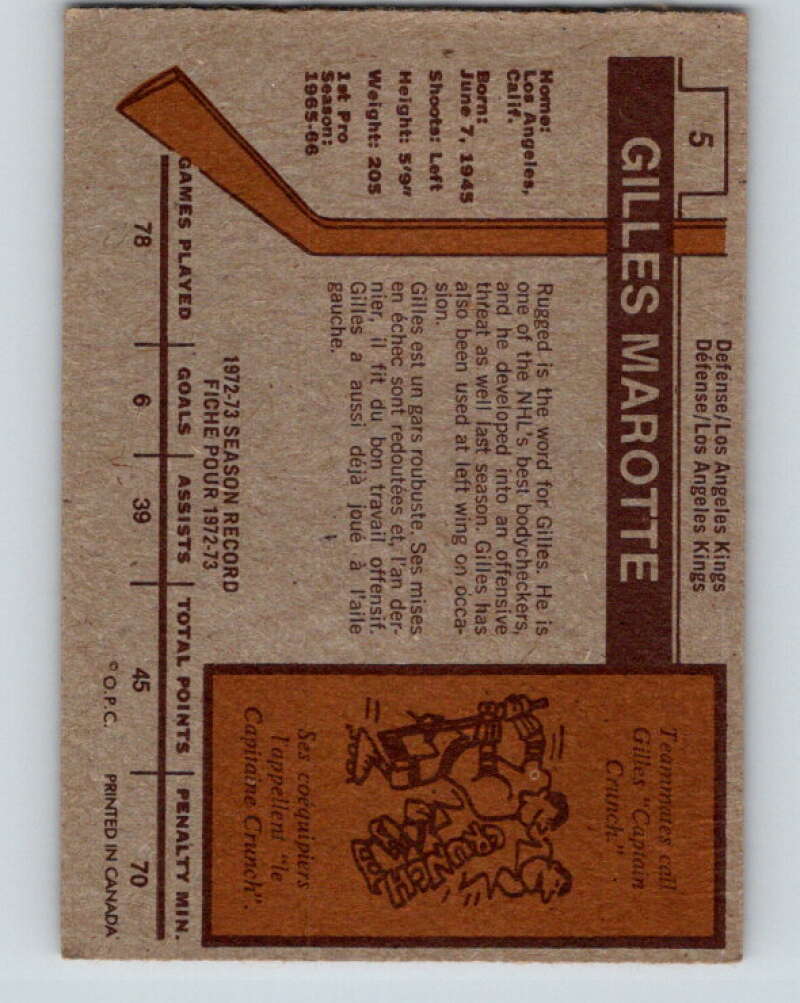 5
Defense/Los Angeles Kings
Défense/Los Angeles Kings
GILLES MAROTTE
Home:
Los Angeles,
Calif.
Born:
June 7, 1945
Shoots: Left
Height: 5'9"
Weight: 205
1st Pro
Season:
1965-66
Rugged is the word for Gilles. He is
one of the NHL's best bodycheckers,
and he developed into an offensive
threat as well last season. Gilles has
also been used at left wing on occa-
sion.
Gilles est un gars roubuste. Ses mises
en échec sont redoutées et, l'an der-
nier, il fit du bon travail offensif.
Gilles a aussi déjà joué à l'aile
gauche.
Teammates call
Gilles "Captain
Crunch."
CRUNCH
Ses coéquipiers
l'appellent "le
Capitaine Crunch".
1972-73 SEASON RECORD
FICHE POUR 1972-73
GAMES PLAYED GOALS ASSISTS TOTAL POINTS PENALTY MIN.
78 6 39 45 70
© O.P.C. PRINTED IN CANADA